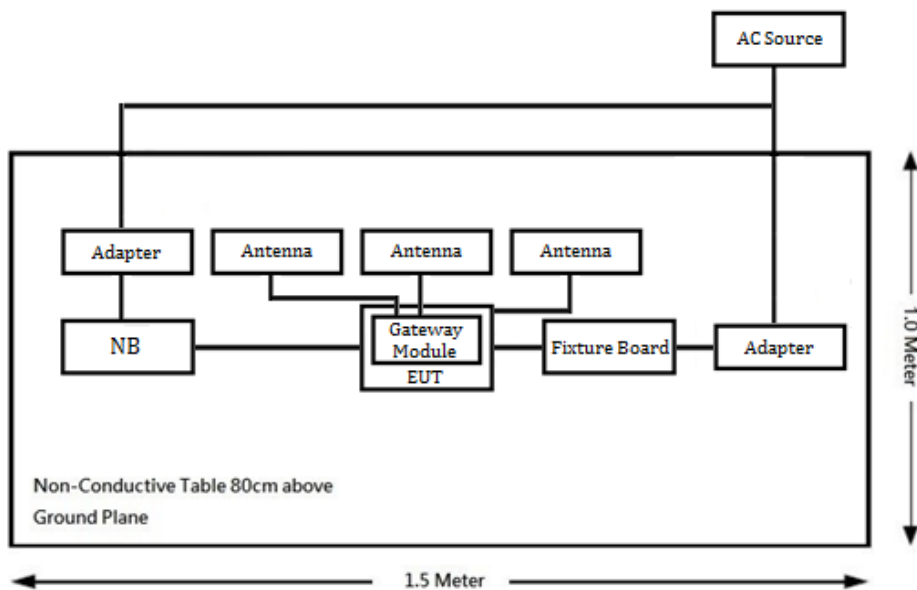 AC Source
Adapter
Antenna
Antenna
Antenna
NB
Gateway
Module
EUT
Fixture Board
Adapter
1.0 Meter
Non-Conductive Table 80cm above
Ground Plane
1.5 Meter